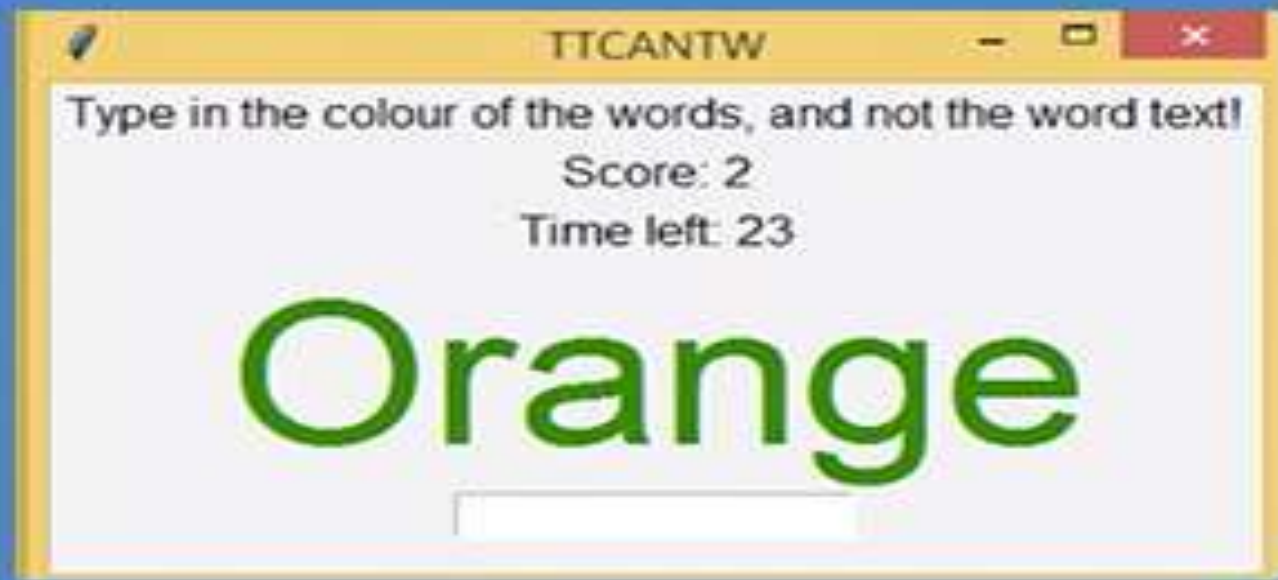 TTCANTW
Type in the colour of the words, and not the word text!
Score: 2
Time left: 23
Orange